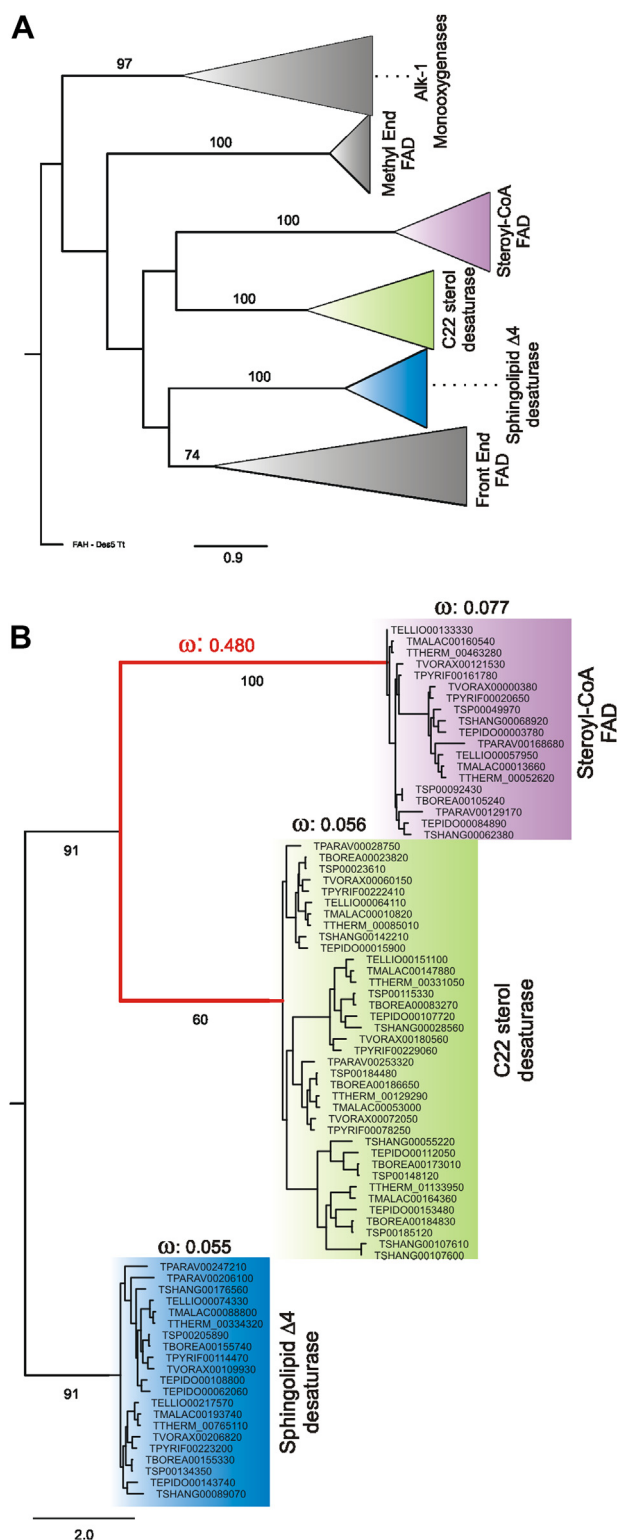 A
97
Alk-1
Monooxygenases
100
Methyl End
FAD
100
Steroyl-CoA
FAD
100
C22 sterol
desaturase
100
Sphingolipid Δ4
desaturase
74
Front End
FAD
FAH - Des5 Tt
0.9
B
ω: 0.077
ω: 0.480
100
TELLIO00133330
TMALAC00160540
TTHERM_00463280
TVORAX00121530
TPYRIF00161780
TVORAX00000380
TPYRIF00020650
TSP00049970
TSHANG00068920
TEPIDO00003780
TPARAV00168680
TELLIO00057950
TMALAC00013660
TTHERM_00052620
TSP00092430
TBOREA00105240
TPARAV00129170
TEPIDO00084890
TSHANG00062380
Steroyl-CoA
FAD
91
ω: 0.056
60
TPARAV00028750
TBOREA00023820
TSP00023610
TVORAX00060150
TPYRIF00222410
TELLIO00064110
TMALAC00010820
TTHERM_00085010
TSHANG00142210
TEPIDO00015900
TELLIO00151100
TMALAC00147880
TTHERM_00331050
TSP00115330
TBOREA00083270
TEPIDO00107720
TSHANG00028560
TVORAX00180560
TPYRIF00229060
TPARAV00253320
TSP00184480
TBOREA00186650
TTHERM_00129290
TMALAC00053000
TVORAX00072050
TPYRIF00078250
TSHANG00055220
TEPIDO00112050
TBOREA00173010
TSP00148120
TTHERM_01133950
TMALAC00164360
TEPIDO00153480
TBOREA00184830
TSP00185120
TSHANG00107610
TSHANG00107600
C22 sterol
desaturase
ω: 0.055
91
TPARAV00247210
TPARAV00206100
TSHANG00176560
TELLIO00074330
TMALAC00088800
TTHERM_00334320
TSP00205890
TBOREA00155740
TPYRIF00114470
TVORAX00109930
TEPIDO00108800
TEPIDO00062060
TELLIO00217570
TMALAC00193740
TTHERM_00765110
TVORAX00206820
TPYRIF00223200
TBOREA00155330
TSP00134350
TEPIDO00143740
TSHANG00089070
Sphingolipid Δ4
desaturase
2.0